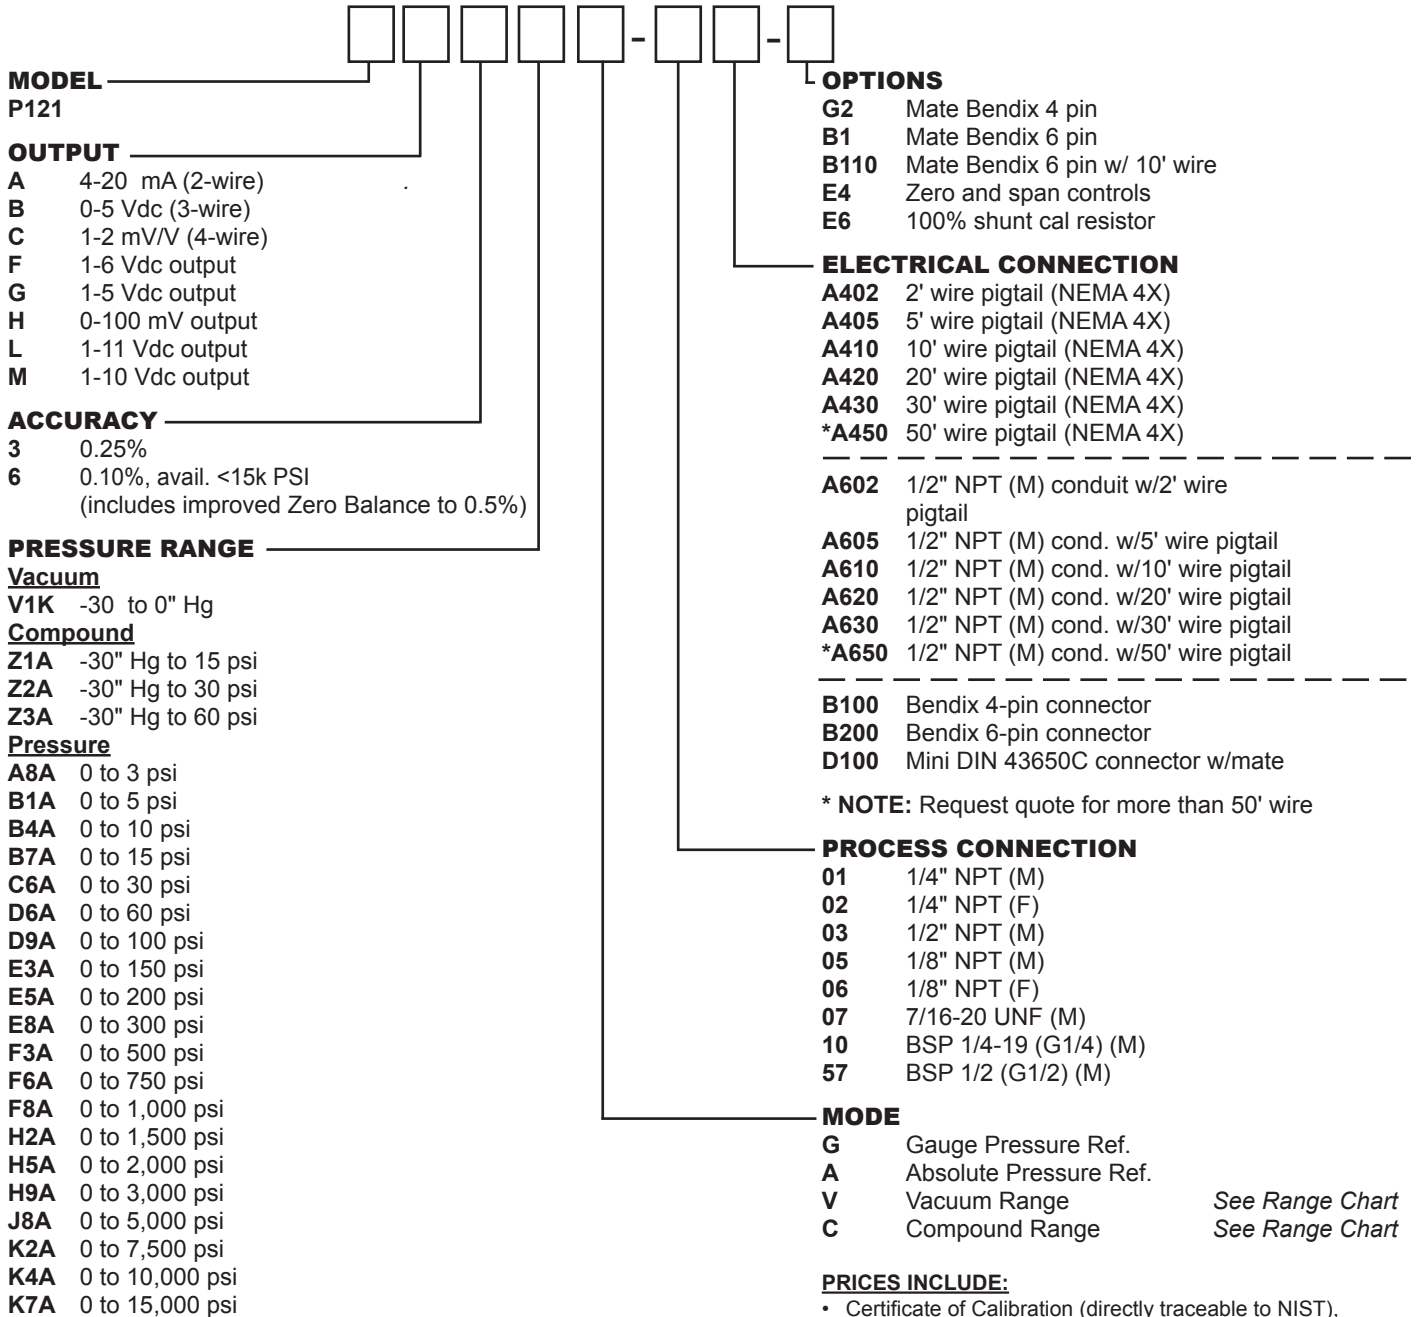 - -
MODEL
P121
OUTPUT
A 4-20 mA (2-wire) .
B 0-5 Vdc (3-wire)
C 1-2 mV/V (4-wire)
F 1-6 Vdc output
G 1-5 Vdc output
H 0-100 mV output
L 1-11 Vdc output
M 1-10 Vdc output
ACCURACY
3 0.25%
6 0.10%, avail. <15k PSI
(includes improved Zero Balance to 0.5%)
PRESSURE RANGE
Vacuum
V1K -30 to 0" Hg
Compound
Z1A -30" Hg to 15 psi
Z2A -30" Hg to 30 psi
Z3A -30" Hg to 60 psi
Pressure
A8A 0 to 3 psi
B1A 0 to 5 psi
B4A 0 to 10 psi
B7A 0 to 15 psi
C6A 0 to 30 psi
D6A 0 to 60 psi
D9A 0 to 100 psi
E3A 0 to 150 psi
E5A 0 to 200 psi
E8A 0 to 300 psi
F3A 0 to 500 psi
F6A 0 to 750 psi
F8A 0 to 1,000 psi
H2A 0 to 1,500 psi
H5A 0 to 2,000 psi
H9A 0 to 3,000 psi
J8A 0 to 5,000 psi
K2A 0 to 7,500 psi
K4A 0 to 10,000 psi
K7A 0 to 15,000 psi
OPTIONS
G2 Mate Bendix 4 pin
B1 Mate Bendix 6 pin
B110 Mate Bendix 6 pin w/ 10' wire
E4 Zero and span controls
E6 100% shunt cal resistor
ELECTRICAL CONNECTION
A402 2' wire pigtail (NEMA 4X)
A405 5' wire pigtail (NEMA 4X)
A410 10' wire pigtail (NEMA 4X)
A420 20' wire pigtail (NEMA 4X)
A430 30' wire pigtail (NEMA 4X)
*A450 50' wire pigtail (NEMA 4X)
A602 1/2" NPT (M) conduit w/2' wire
pigtail
A605 1/2" NPT (M) cond. w/5' wire pigtail
A610 1/2" NPT (M) cond. w/10' wire pigtail
A620 1/2" NPT (M) cond. w/20' wire pigtail
A630 1/2" NPT (M) cond. w/30' wire pigtail
*A650 1/2" NPT (M) cond. w/50' wire pigtail
B100 Bendix 4-pin connector
B200 Bendix 6-pin connector
D100 Mini DIN 43650C connector w/mate
* NOTE: Request quote for more than 50' wire
PROCESS CONNECTION
01 1/4" NPT (M)
02 1/4" NPT (F)
03 1/2" NPT (M)
05 1/8" NPT (M)
06 1/8" NPT (F)
07 7/16-20 UNF (M)
10 BSP 1/4-19 (G1/4) (M)
57 BSP 1/2 (G1/2) (M)
MODE
G Gauge Pressure Ref.
A Absolute Pressure Ref.
V Vacuum Range See Range Chart
C Compound Range See Range Chart
PRICES INCLUDE:
• Certificate of Calibration (directly traceable to NIST),